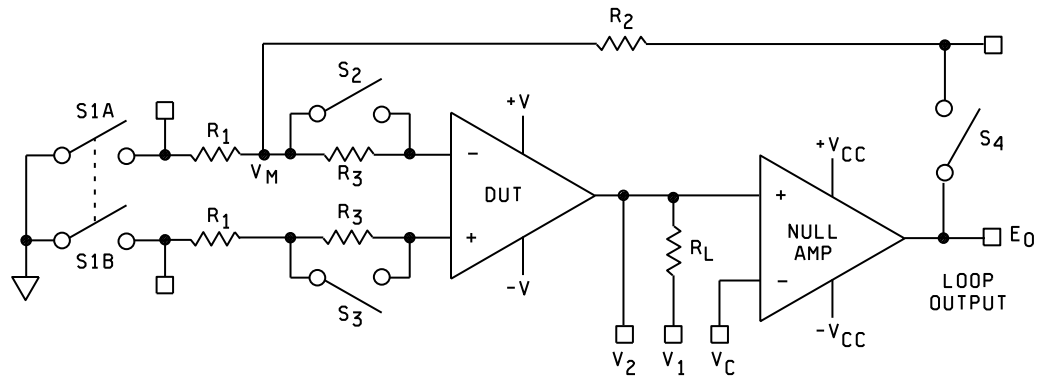 R2
S2
S1A
+V
R1
S4
+VCC
VM
R3
−
DUT
+
NULL
AMP
R1
R3
+
RL
E0
S1B
−
−V
LOOP
OUTPUT
S3
−VCC
V2
V1
VC